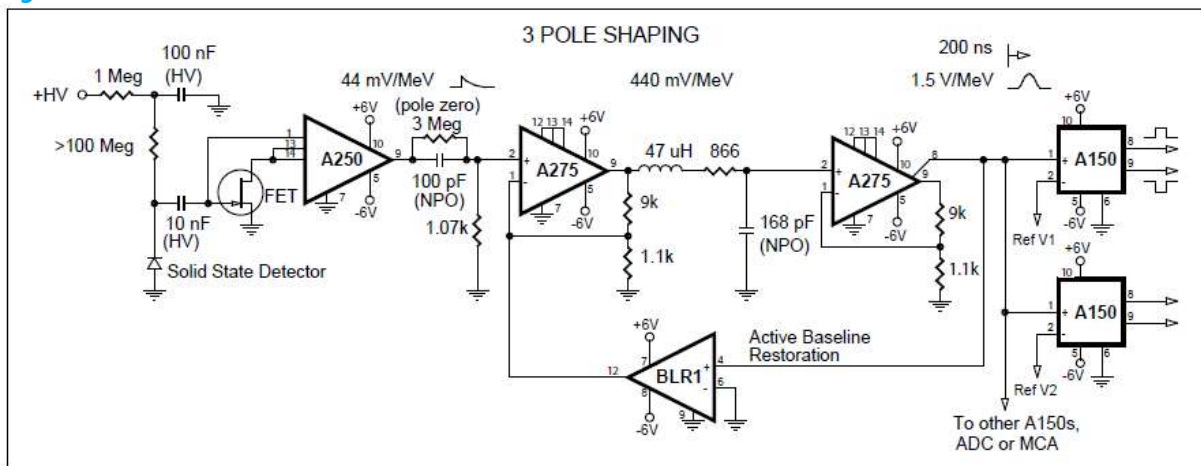 3 POLE SHAPING
100 nF
(HV)
1 Meg
+HV
>100 Meg
10 nF
(HV)
FET
Solid State Detector
44 mV/MeV
(pole zero)
3 Meg
100 pF
(NPO)
1.07k
1
13
14
A250
+6V
10
9
5
-6V
7
440 mV/MeV
12 13 14
+6V
10
2
+
1
-
A275
9
5
-6V
7
9k
1.1k
47 uH
866
168 pF
(NPO)
12 13 14
+6V
10
8
2
+
1
-
A275
9
5
-6V
7
9k
1.1k
200 ns
1.5 V/MeV
+6V
10
1
+
2
-
A150
8
9
5
6
-6V
Ref V1
+6V
10
1
+
2
-
A150
8
9
5
6
-6V
Ref V2
To other A150s,
ADC or MCA
Active Baseline
Restoration
+6V
7
12
BLR1
+
4
-
6
8
9
-6V